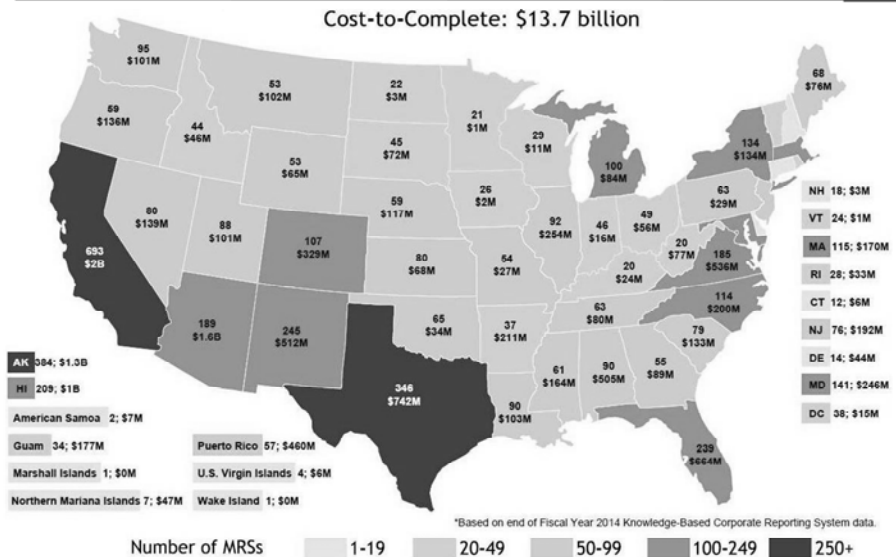 Cost-to-Complete: $13.7 billion
95
$101M
59
$136M
44
$46M
53
$102M
22
$3M
21
$1M
45
$72M
53
$65M
29
$11M
100
$84M
134
$134M
68
$76M
80
$139M
88
$101M
107
$329M
59
$117M
26
$2M
92
$254M
46
$16M
49
$56M
63
$29M
20
$77M
185
$536M
693
$2B
80
$68M
54
$27M
20
$24M
114
$200M
189
$1.6B
245
$512M
65
$34M
37
$211M
63
$80M
79
$133M
346
$742M
90
$103M
61
$164M
90
$505M
55
$89M
239
$664M
NH 18; $3M
VT 24; $1M
MA 115; $170M
RI 28; $33M
CT 12; $6M
NJ 76; $192M
DE 14; $44M
MD 141; $246M
DC 38; $15M
AK 384; $1.3B
HI 209; $1B
American Samoa 2; $7M
Guam 34; $177M
Marshall Islands 1; $0M
Northern Mariana Islands 7; $47M
Puerto Rico 57; $460M
U.S. Virgin Islands 4; $6M
Wake Island 1; $0M
*Based on end of Fiscal Year 2014 Knowledge-Based Corporate Reporting System data.
Number of MRSs 1-19 20-49 50-99 100-249 250+